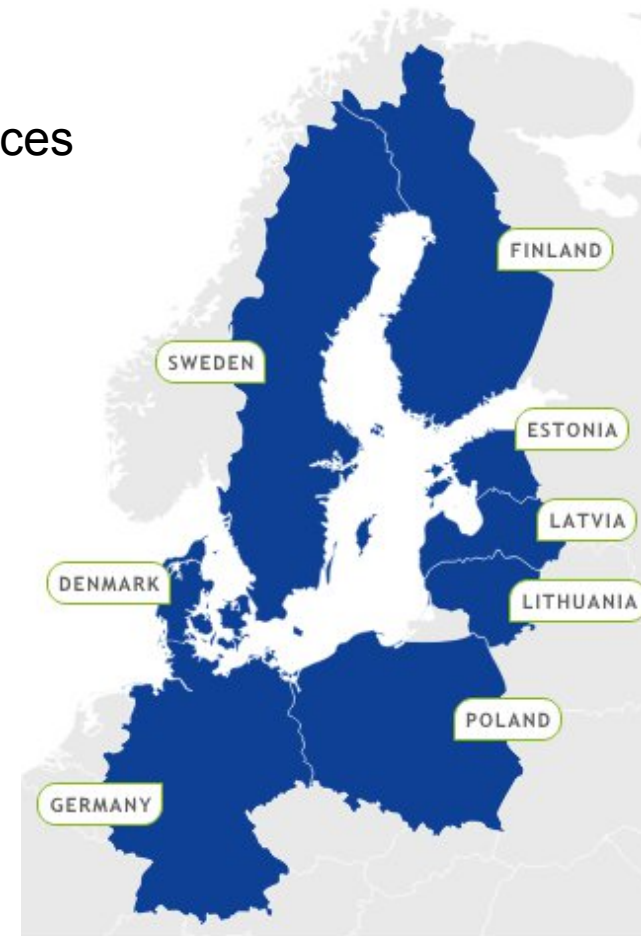 ces
FINLAND
SWEDEN
ESTONIA
LATVIA
DENMARK
LITHUANIA
POLAND
GERMANY